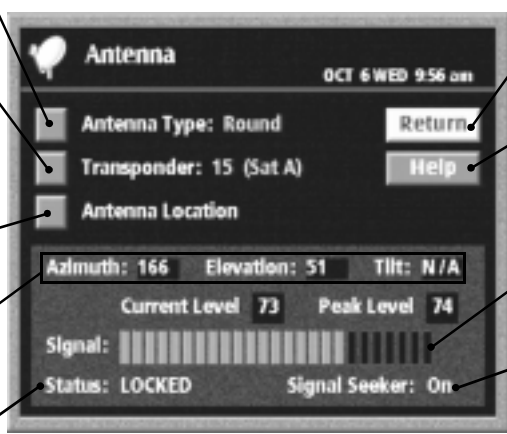 Antenna
OCT 6 WED 9:56 am
Antenna Type: Round
Return
Transponder: 15 (Sat A)
Help
Antenna Location
Azimuth: 166 Elevation: 51 Tilt: N/A
Current Level 73 Peak Level 74
Signal:
Status: LOCKED Signal Seeker: On